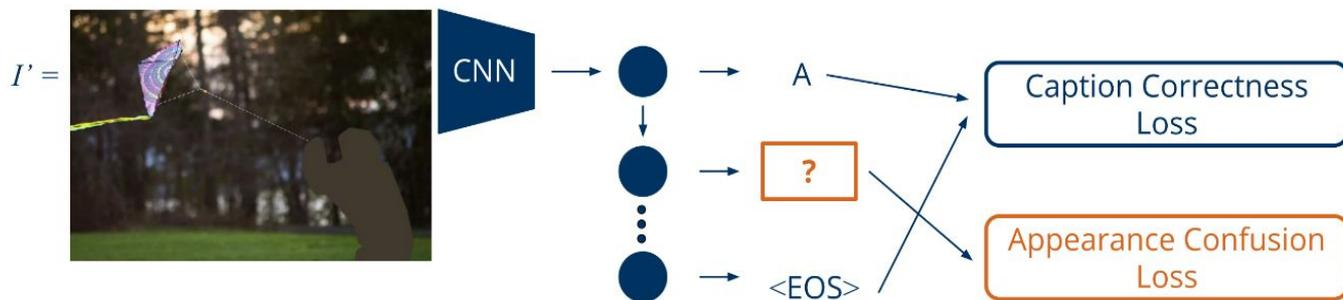 I' =
CNN
A
Caption Correctness
Loss
?
Appearance Confusion
Loss
<EOS>